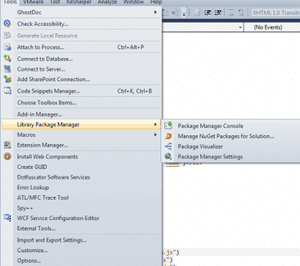 Tools VMware Test ReSharper Analyze Window Help
GhostDoc
Check Accessibility...
Generate Local Resource
Attach to Process... Ctrl+Alt+P
Connect to Database...
Connect to Server...
Add SharePoint Connection...
Code Snippets Manager... Ctrl+K, Ctrl+B
Choose Toolbox Items...
Add-in Manager...
Library Package Manager
Macros
Extension Manager...
Install Web Components
Create GUID
Dotfuscator Software Services
Error Lookup
ATL/MFC Trace Tool
Spy++
WCF Service Configuration Editor
External Tools...
Import and Export Settings...
Customize...
Options...
XHTML 1.0 Transiti
(No Events)
Package Manager Console
Manage NuGet Packages for Solution...
Package Visualizer
Package Manager Settings
.js")
s")